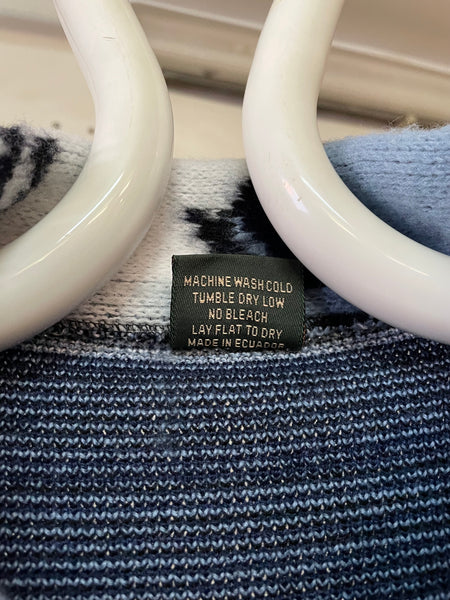 MACHINE WASH COLD
TUMBLE DRY LOW
NO BLEACH
LAY FLAT TO DRY
MADE IN ECUADOR